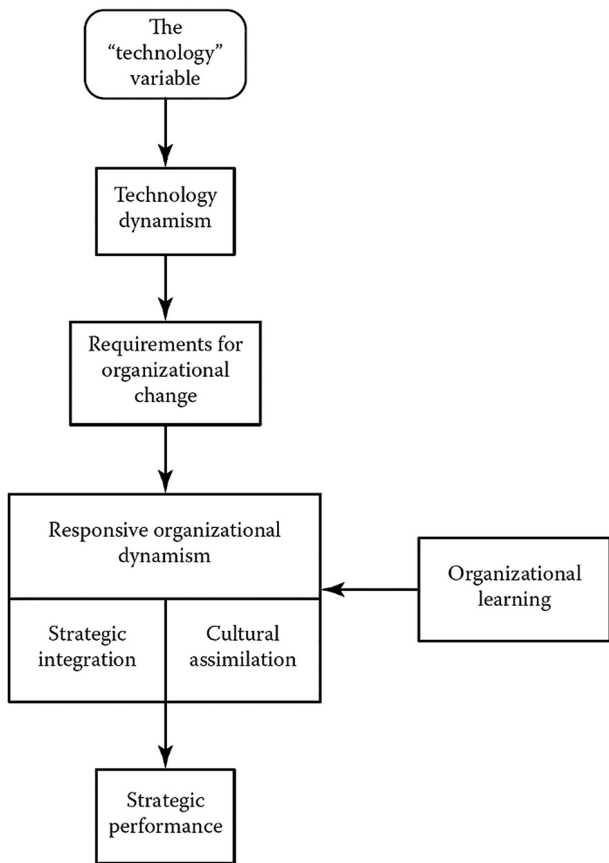 The
“technology”
variable
Technology
dynamism
Requirements for
organizational
change
Responsive organizational
dynamism
Organizational
learning
Strategic
integration
Cultural
assimilation
Strategic
performance